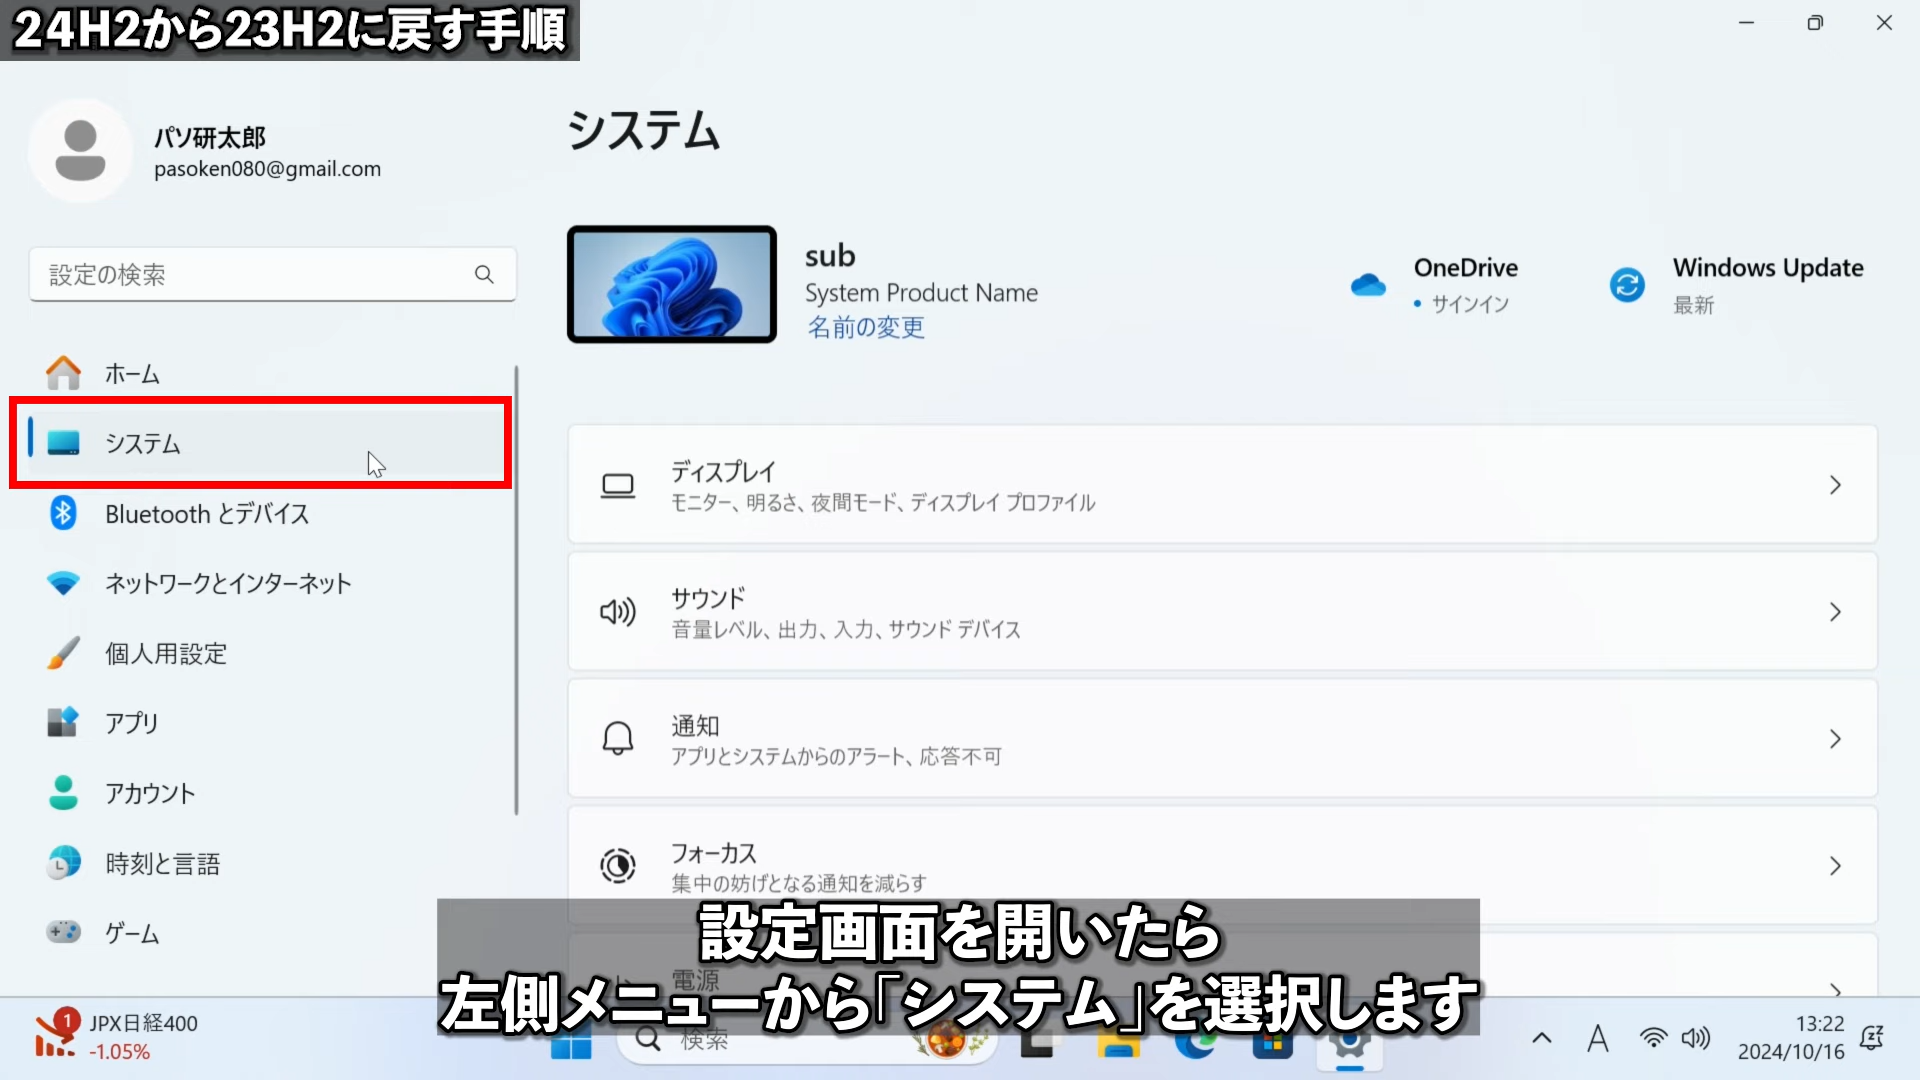 24H2から23H2に戻す手順
パソ研太郎
pasoken080@gmail.com
設定の検索
ホーム
システム
Bluetooth とデバイス
ネットワークとインターネット
個人用設定
アプリ
アカウント
時刻と言語
ゲーム
システム
sub
System Product Name
名前の変更
OneDrive
• サインイン
Windows Update
最新
ディスプレイ
モニター、明るさ、夜間モード、ディスプレイ プロファイル
サウンド
音量レベル、出力、入力、サウンド デバイス
通知
アプリとシステムからのアラート、応答不可
フォーカス
集中の妨げとなる通知を減らす
電源
設定画面を開いたら
左側メニューから「システム」を選択します
1
JPX日経400
-1.05%
検索
A
13:22
2024/10/16